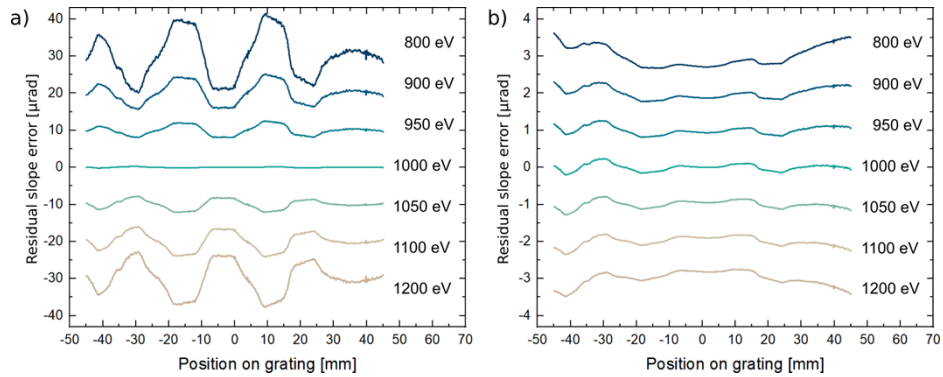 a)
Residual slope error [µrad]
40
30
20
10
0
-10
-20
-30
-40
800 eV
900 eV
950 eV
1000 eV
1050 eV
1100 eV
1200 eV
-50 -40 -30 -20 -10 0 10 20 30 40 50 60 70
Position on grating [mm]
b)
Residual slope error [µrad]
4
3
2
1
0
-1
-2
-3
-4
800 eV
900 eV
950 eV
1000 eV
1050 eV
1100 eV
1200 eV
-50 -40 -30 -20 -10 0 10 20 30 40 50 60 70
Position on grating [mm]